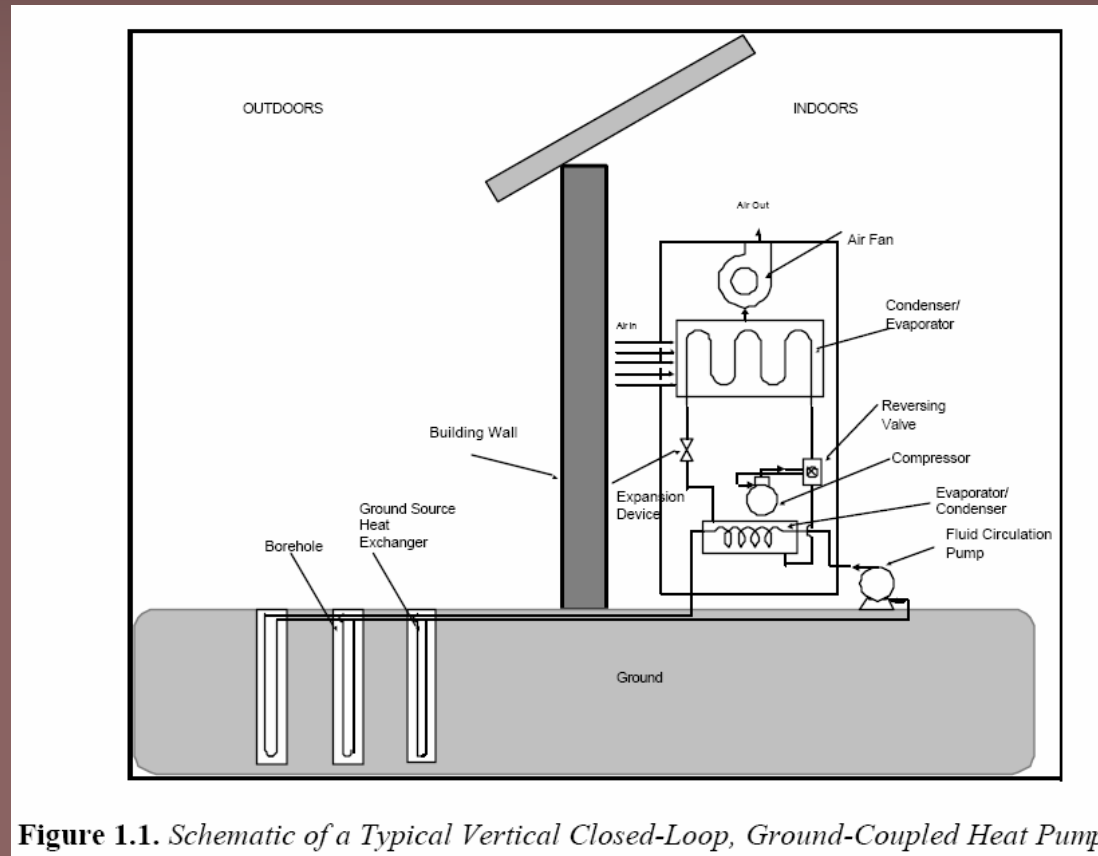 OUTDOORS
INDOORS
Air Out
Air Fan
Condenser/
Evaporator
Air In
Reversing
Valve
Building Wall
Compressor
Expansion
Device
Evaporator/
Condenser
Ground Source
Heat
Exchanger
Fluid Circulation
Pump
Borehole
Ground
Figure 1.1. Schematic of a Typical Vertical Closed-Loop, Ground-Coupled Heat Pump